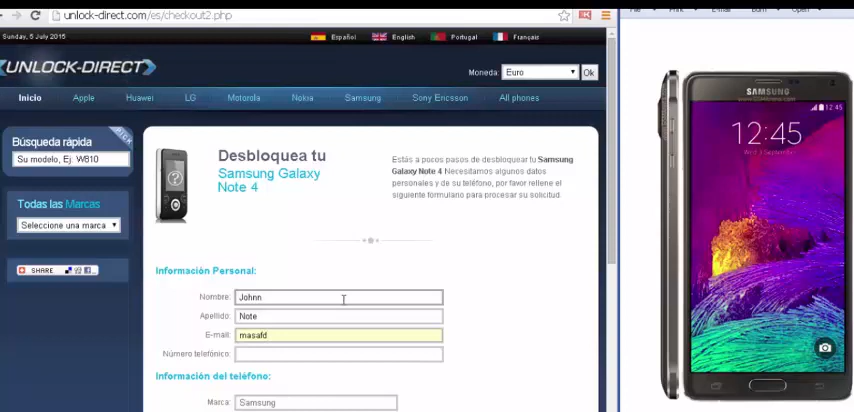 unlock-direct.com/es/checkout2.php
Sunday, 5 July 2015
Español English Portugal Français
UNLOCK-DIRECT
Moneda: Euro Ok
Inicio Apple Huawei LG Motorola Nokia Samsung Sony Ericsson All phones
Búsqueda rápida
Su modelo, Ej: W810
Todas las Marcas
Seleccione una marca
SHARE
Desbloquea tu
Samsung Galaxy
Note 4
Estás a pocos pasos de desbloquear tu Samsung
Galaxy Note 4 Necesitamos algunos datos
personales y de su teléfono, por favor rellene el
siguiente formulario para procesar su solicitud.
Información Personal:
Nombre: Johnn
Apellido: Note
E-mail: masafd
Número telefónico:
Información del teléfono:
Marca: Samsung
SAMSUNG
12:45
12:45